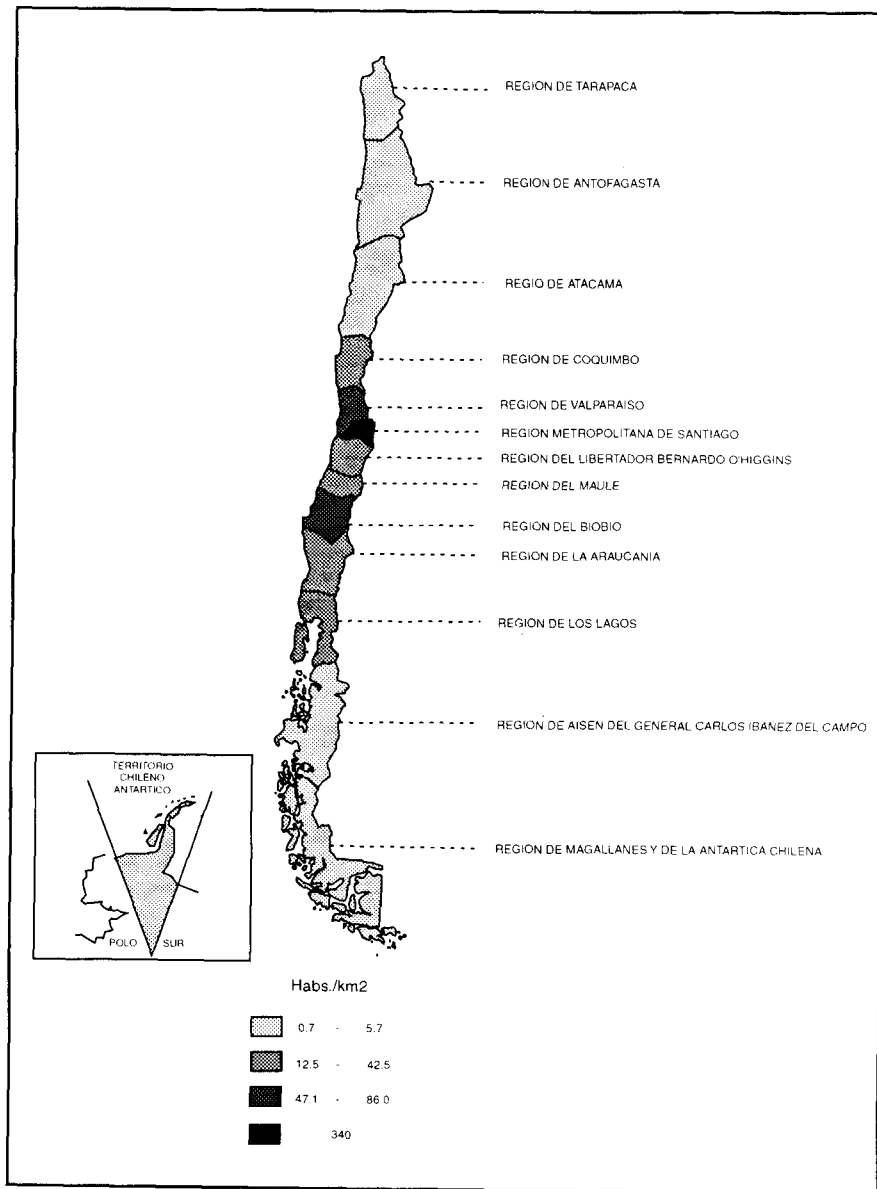 REGION DE TARAPACA
REGION DE ANTOFAGASTA
REGIO DE ATACAMA
REGION DE COQUIMBO
REGION DE VALPARAISO
REGION METROPOLITANA DE SANTIAGO
REGION DEL LIBERTADOR BERNARDO O'HIGGINS
REGION DEL MAULE
REGION DEL BIOBIO
REGION DE LA ARAUCANIA
REGION DE LOS LAGOS
REGION DE AISEN DEL GENERAL CARLOS IBAÑEZ DEL CAMPO
REGION DE MAGALLANES Y DE LA ANTARTICA CHILENA
TERRITORIO
CHILENO
ANTARTICO
POLO SUR
Habs./km2
0.7 - 5.7
12.5 - 42.5
47.1 - 86.0
340